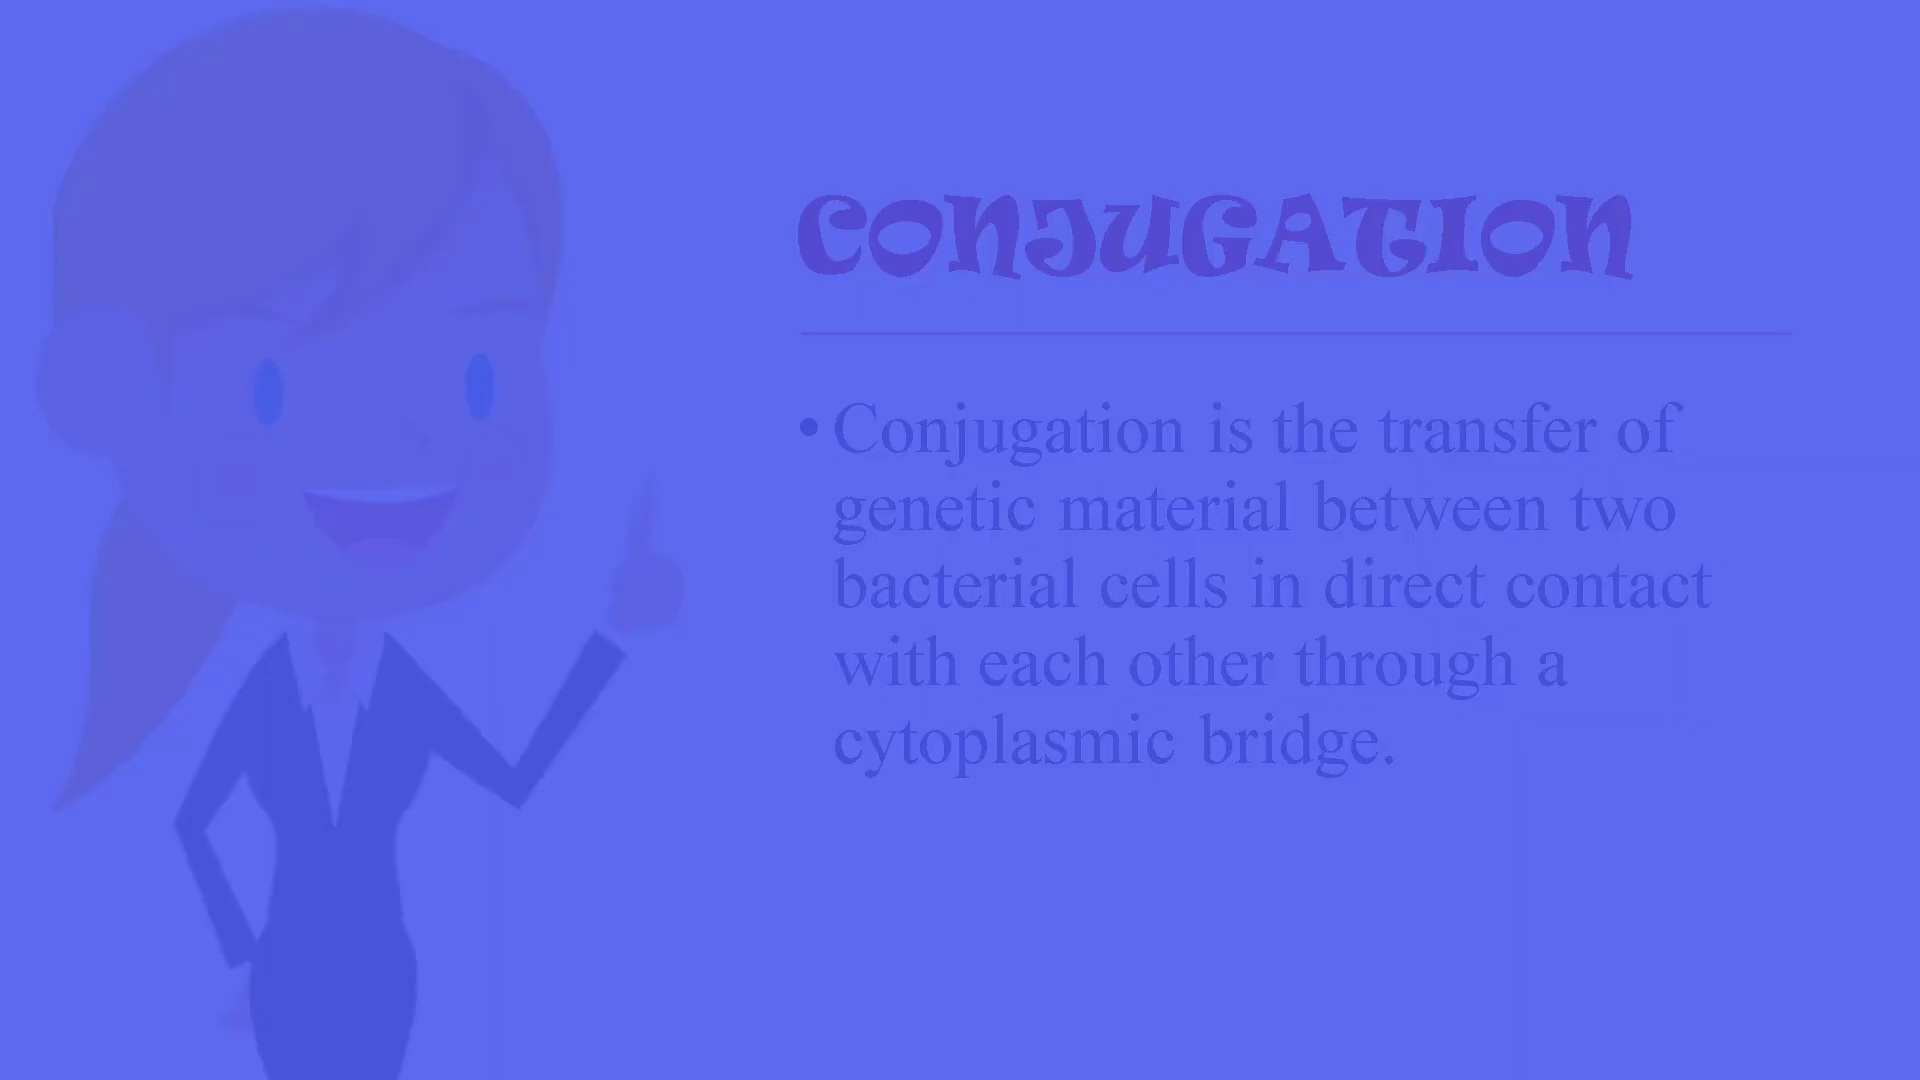 CONJUGATION
• Conjugation is the transfer of
genetic material between two
bacterial cells in direct contact
with each other through a
cytoplasmic bridge.